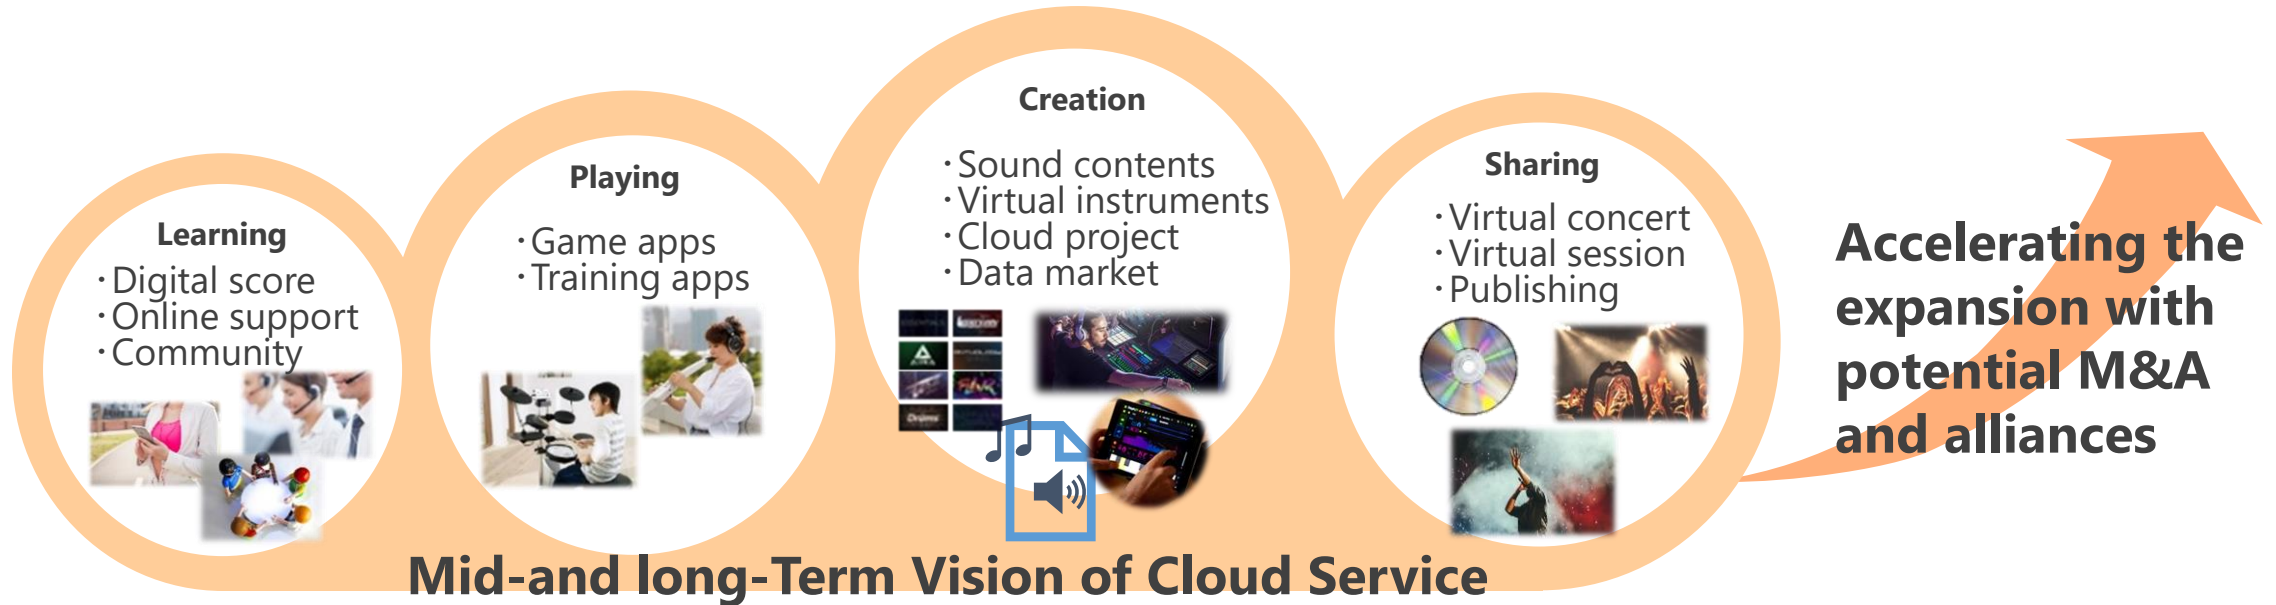 Learning
・Digital score
・Online support
・Community
Playing
・Game apps
・Training apps
Creation
・Sound contents
・Virtual instruments
・Cloud project
・Data market
Sharing
・Virtual concert
・Virtual session
・Publishing
Accelerating the
expansion with
potential M&A
and alliances
Mid-and long-Term Vision of Cloud Service